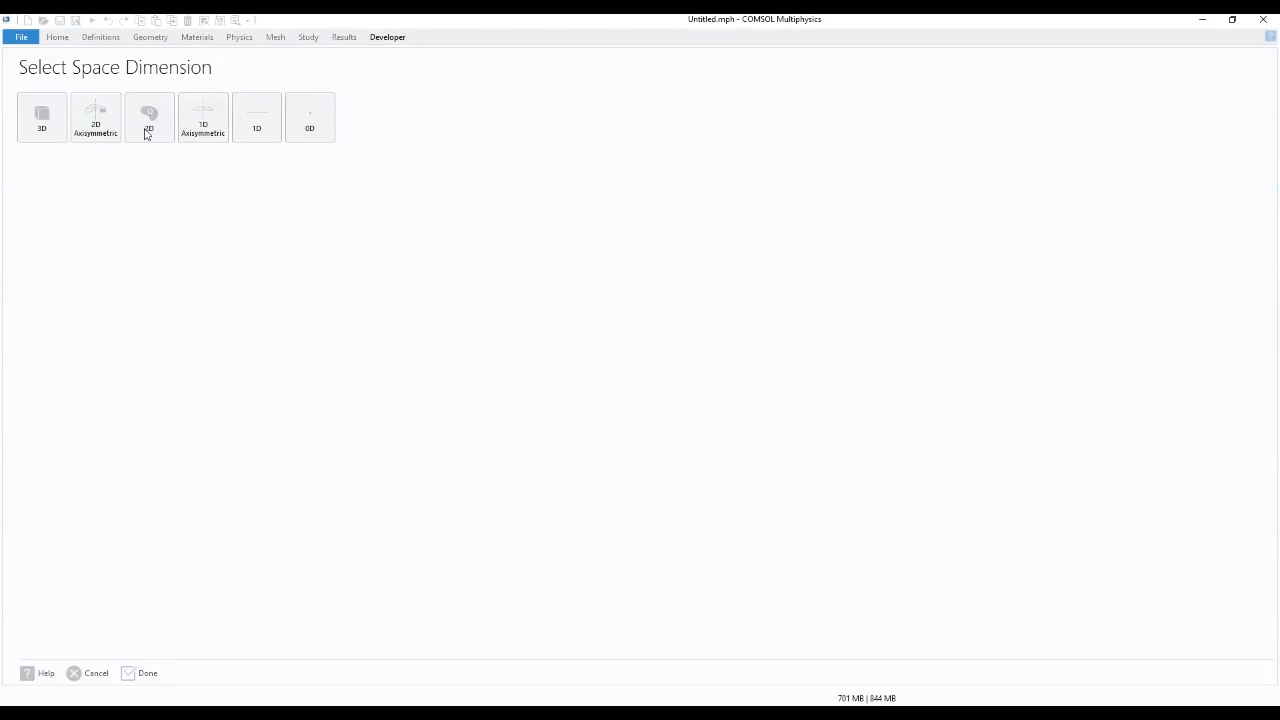 Untitled.mph - COMSOL Multiphysics
File Home Definitions Geometry Materials Physics Mesh Study Results Developer
Select Space Dimension
3D
2D
Axisymmetric
2D
1D
Axisymmetric
1D
0D
Help Cancel Done
701 MB | 844 MB